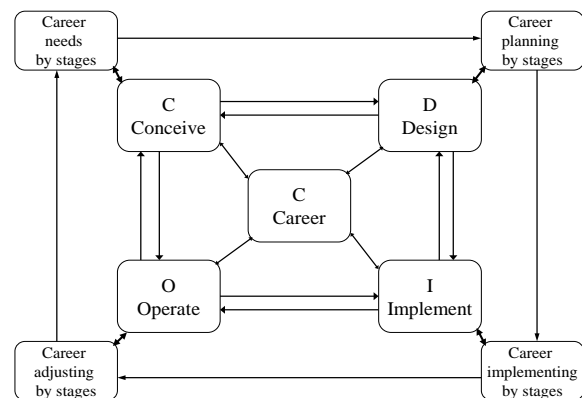 Career
needs
by stages
Career
planning
by stages
C
Conceive
D
Design
C
Career
O
Operate
I
Implement
Career
adjusting
by stages
Career
implementing
by stages